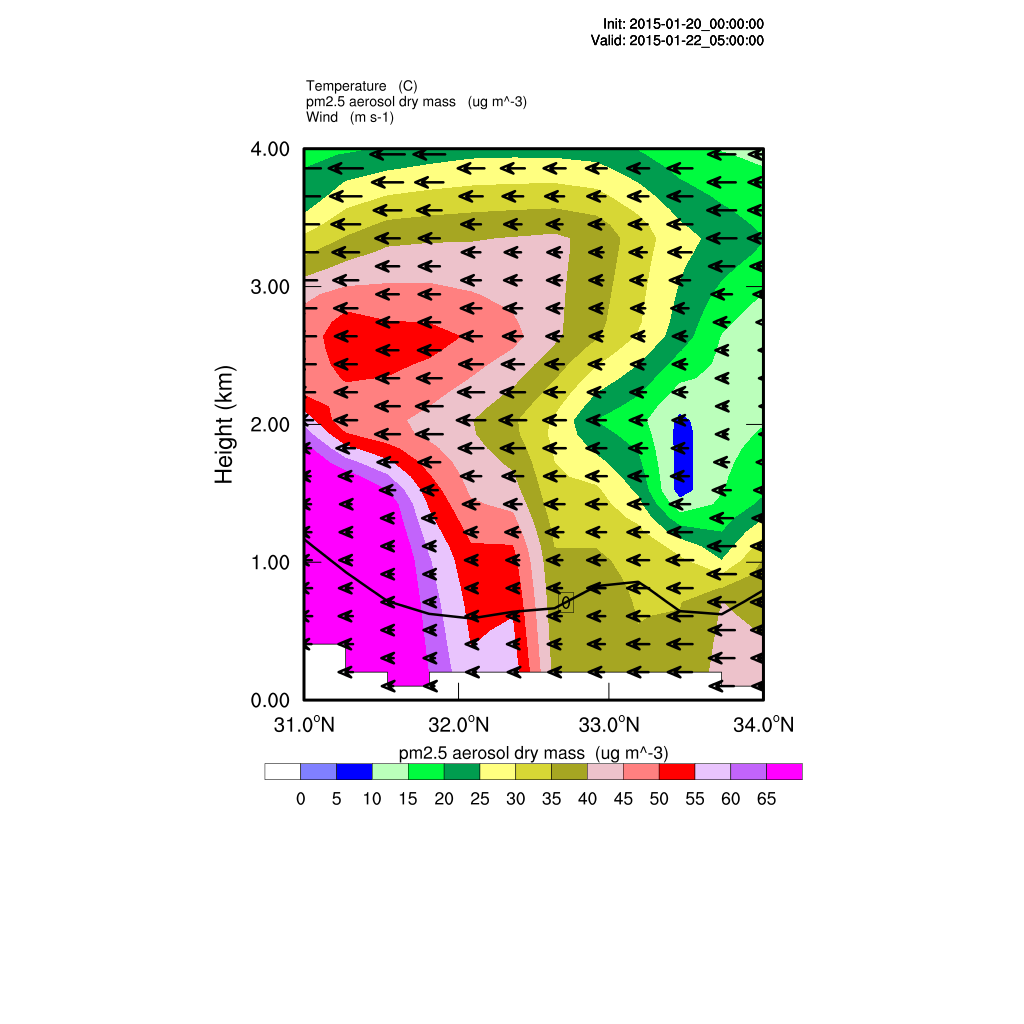 Init: 2015-01-20_00:00:00
Valid: 2015-01-22_05:00:00
Temperature (C)
pm2.5 aerosol dry mass (ug m^-3)
Wind (m s-1)
4.00
3.00
2.00
1.00
0.00
Height (km)
0
31.0°N 32.0°N 33.0°N 34.0°N
pm2.5 aerosol dry mass (ug m^-3)
0 5 10 15 20 25 30 35 40 45 50 55 60 65